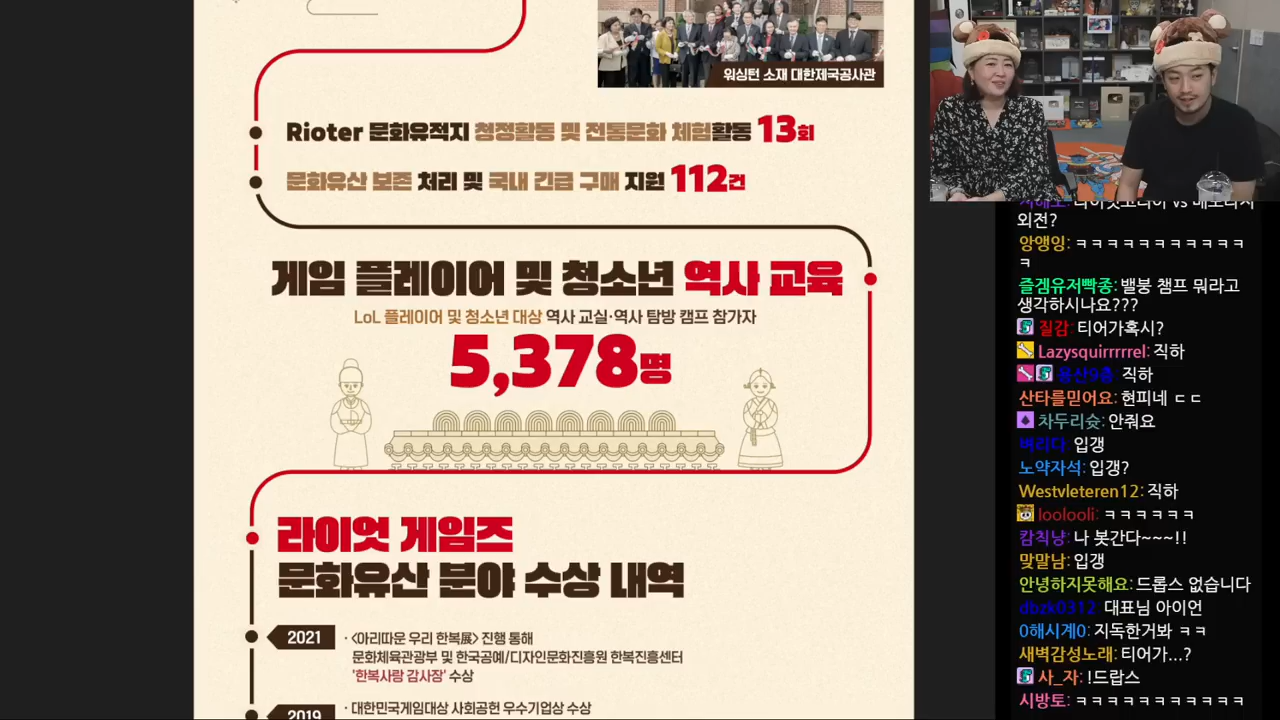 워싱턴 소재 대한제국공사관
Rioter 문화유적지 청정활동 및 전통문화 체험활동 13회
문화유산 보존 처리 및 국내 긴급 구매 지원 112건
게임 플레이어 및 청소년 역사 교육
LoL 플레이어 및 청소년 대상 역사 교실·역사 탐방 캠프 참가자
5,378명
라이엇 게임즈
문화유산 분야 수상 내역
2021
· <아리따운 우리 한복展> 진행 통해
문화체육관광부 및 한국공예/디자인문화진흥원 한복진흥센터
'한복사랑 감사장' 수상
2019
· 대한민국게임대상 사회공헌 우수기업상 수상
외전?
앙앵잉: ㅋㅋㅋㅋㅋㅋㅋㅋㅋㅋㅋ
ㅋ
즐겜유저빡종: 밸붕 챔프 뭐라고
생각하시나요???
질감: 티어가혹시?
Lazysquirrrrrel: 직하
용산9층: 직하
산타를믿어요: 현피네 ㄷㄷ
차두리슛: 안줘요
벼리다: 입갱
노약자석: 입갱?
Westvleteren12: 직하
loolooli: ㅋㅋㅋㅋㅋㅋ
캄칙냥: 나 봇간다~~~!!
맞말남: 입갱
안녕하지못해요: 드롭스 없습니다
dbzk0312: 대표님 아이언
0해시계0: 지독한거봐 ㅋㅋ
새벽감성노래: 티어가...?
사_자: !드랍스
시방토: ㅋㅋㅋㅋㅋㅋㅋㅋㅋㅋㅋ